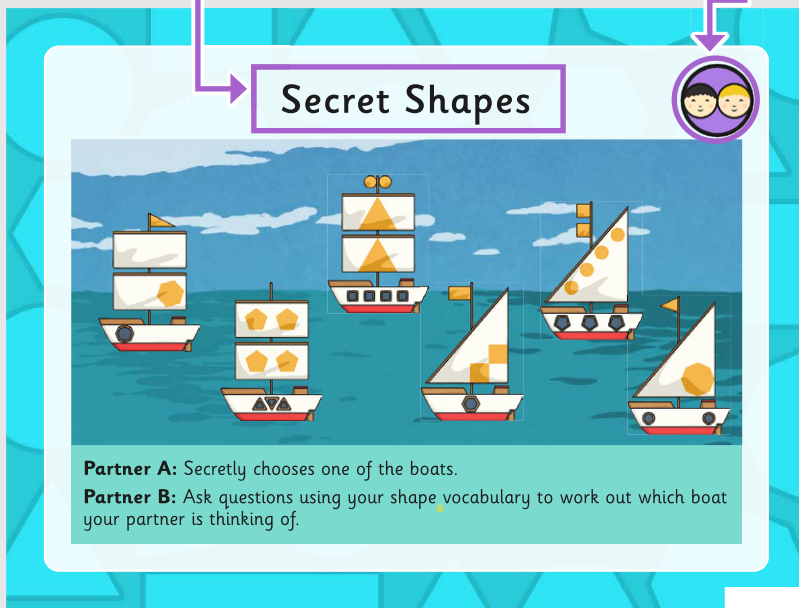 Secret Shapes
Partner A: Secretly chooses one of the boats.
Partner B: Ask questions using your shape vocabulary to work out which boat
your partner is thinking of.